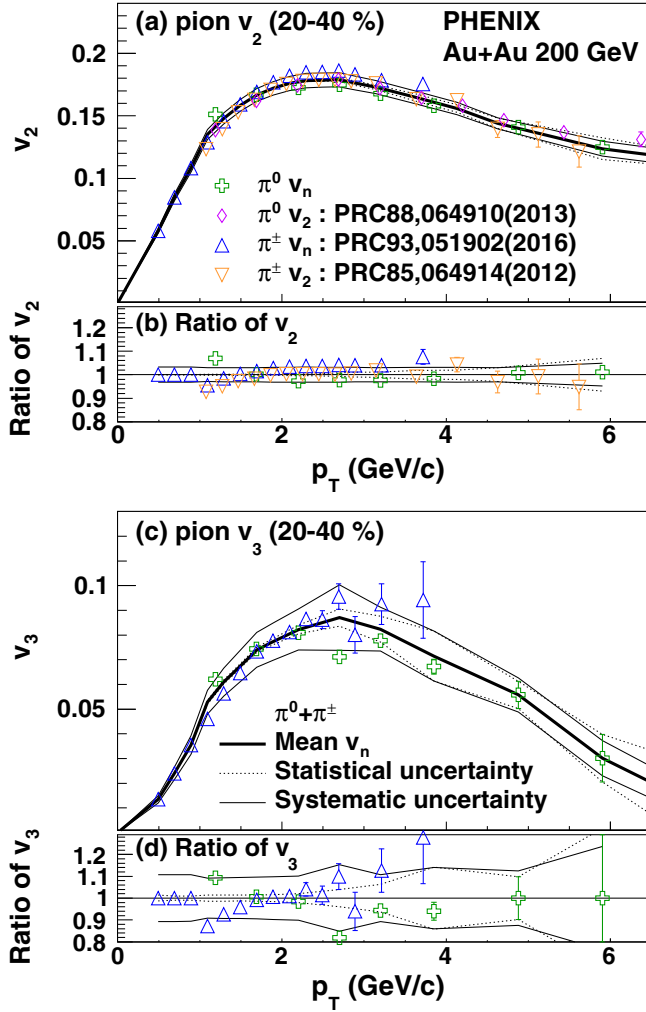 (a) pion v2 (20-40 %)
PHENIX
Au+Au 200 GeV
0.2
0.15
0.1
0.05
v2
π0 vn
π0 v2 : PRC88,064910(2013)
π± vn : PRC93,051902(2016)
π± v2 : PRC85,064914(2012)
(b) Ratio of v2
1.2
1.1
1
0.9
0.8
Ratio of v2
0 2 4 6
pT (GeV/c)
(c) pion v3 (20-40 %)
0.1
0.05
v3
π0+π±
Mean vn
Statistical uncertainty
Systematic uncertainty
(d) Ratio of v3
1.2
1.1
1
0.9
0.8
Ratio of v3
0 2 4 6
pT (GeV/c)